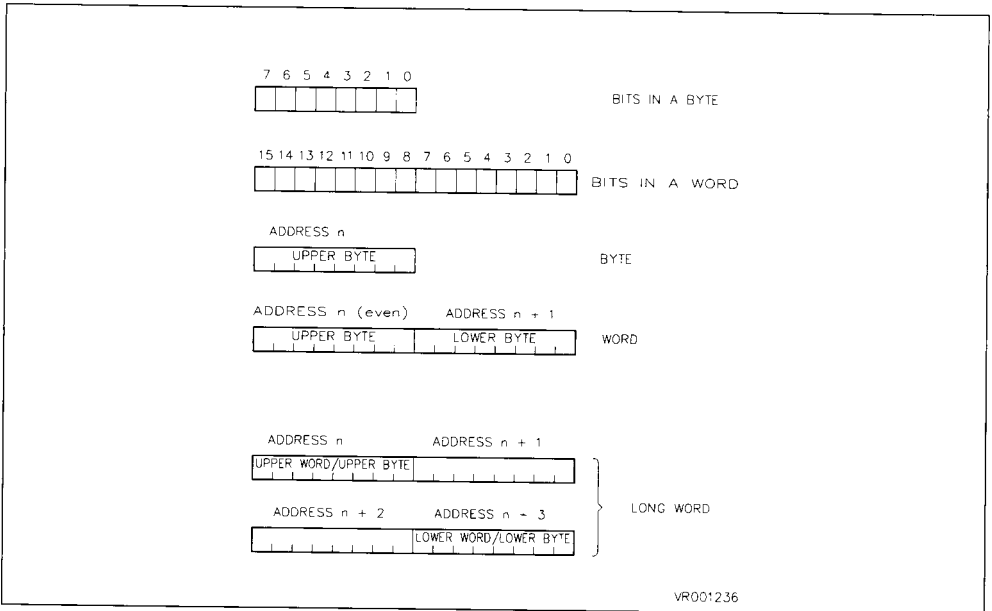 7 6 5 4 3 2 1 0
BITS IN A BYTE
15 14 13 12 11 10 9 8 7 6 5 4 3 2 1 0
BITS IN A WORD
ADDRESS n
UPPER BYTE
BYTE
ADDRESS n (even) ADDRESS n + 1
UPPER BYTE LOWER BYTE WORD
ADDRESS n ADDRESS n + 1
UPPER WORD/UPPER BYTE
LONG WORD
ADDRESS n + 2 ADDRESS n - 3
LOWER WORD/LOWER BYTE
VR001236